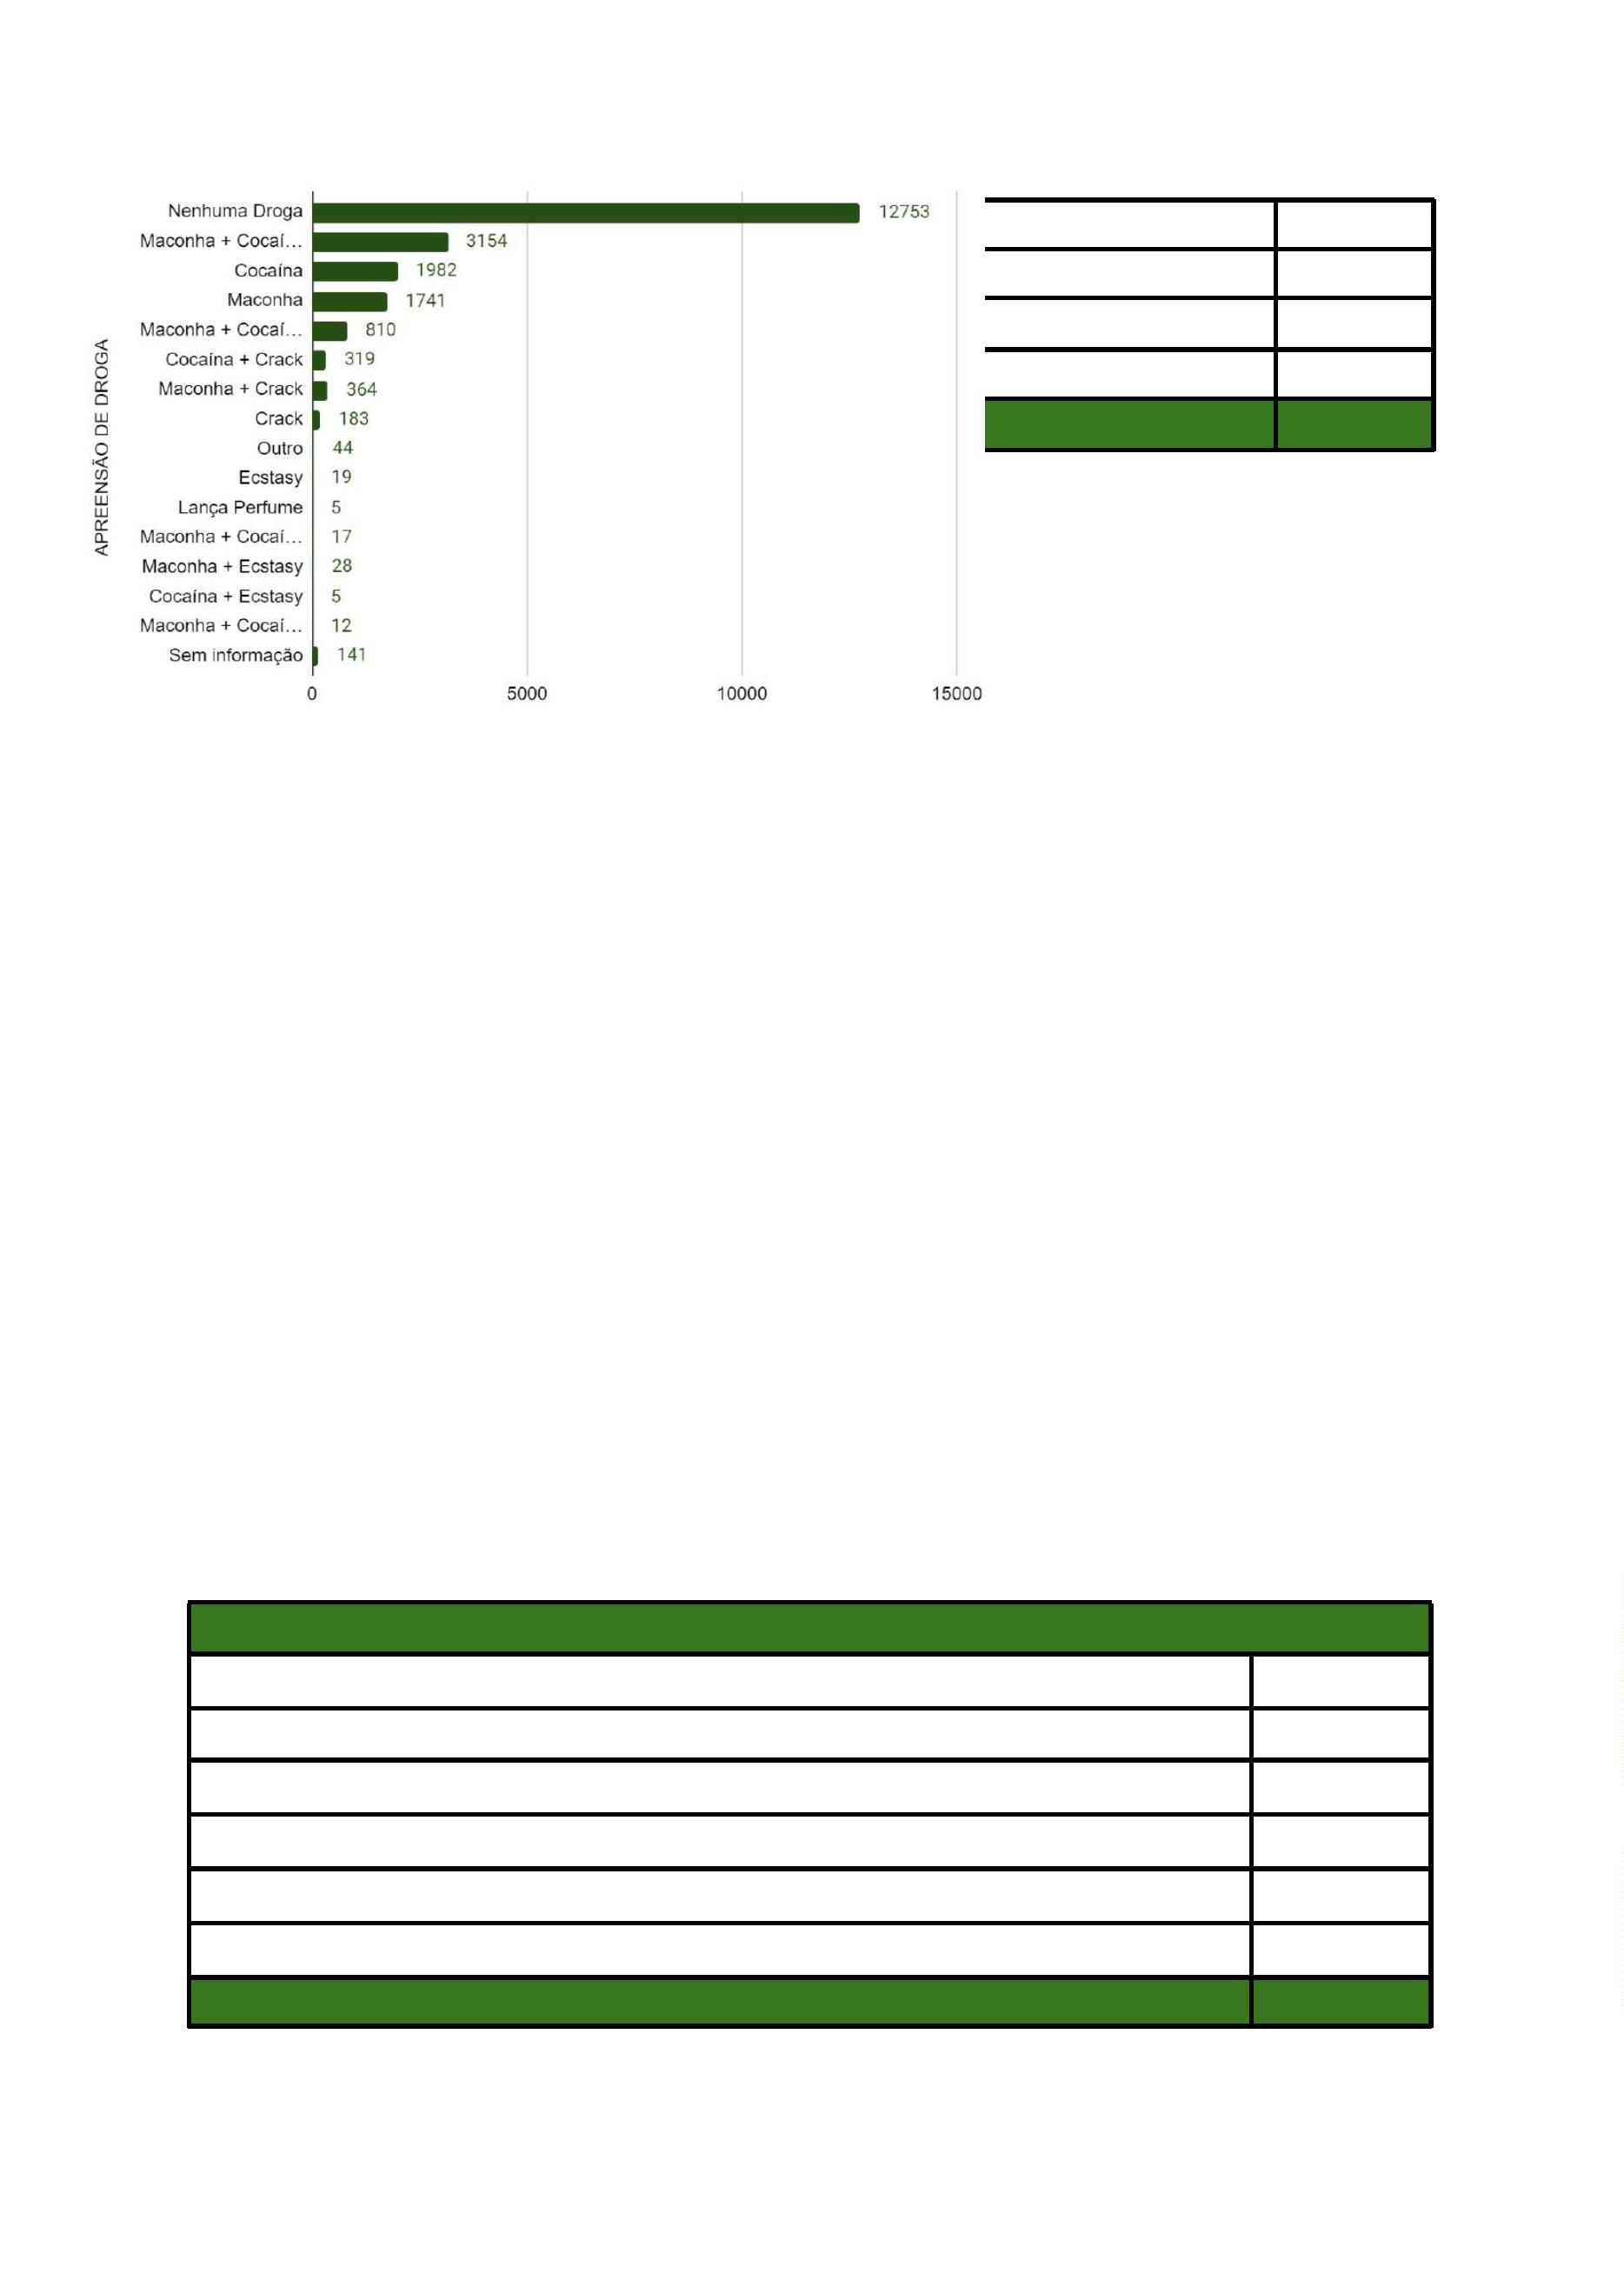 APREENSÃO DE DROGA
Nenhuma Droga 12753
Maconha + Cocaí… 3154
Cocaína 1982
Maconha 1741
Maconha + Cocaí… 810
Cocaína + Crack 319
Maconha + Crack 364
Crack 183
Outro 44
Ecstasy 19
Lança Perfume 5
Maconha + Cocaí… 17
Maconha + Ecstasy 28
Cocaína + Ecstasy 5
Maconha + Cocaí… 12
Sem informação 141
0 5000 10000 15000